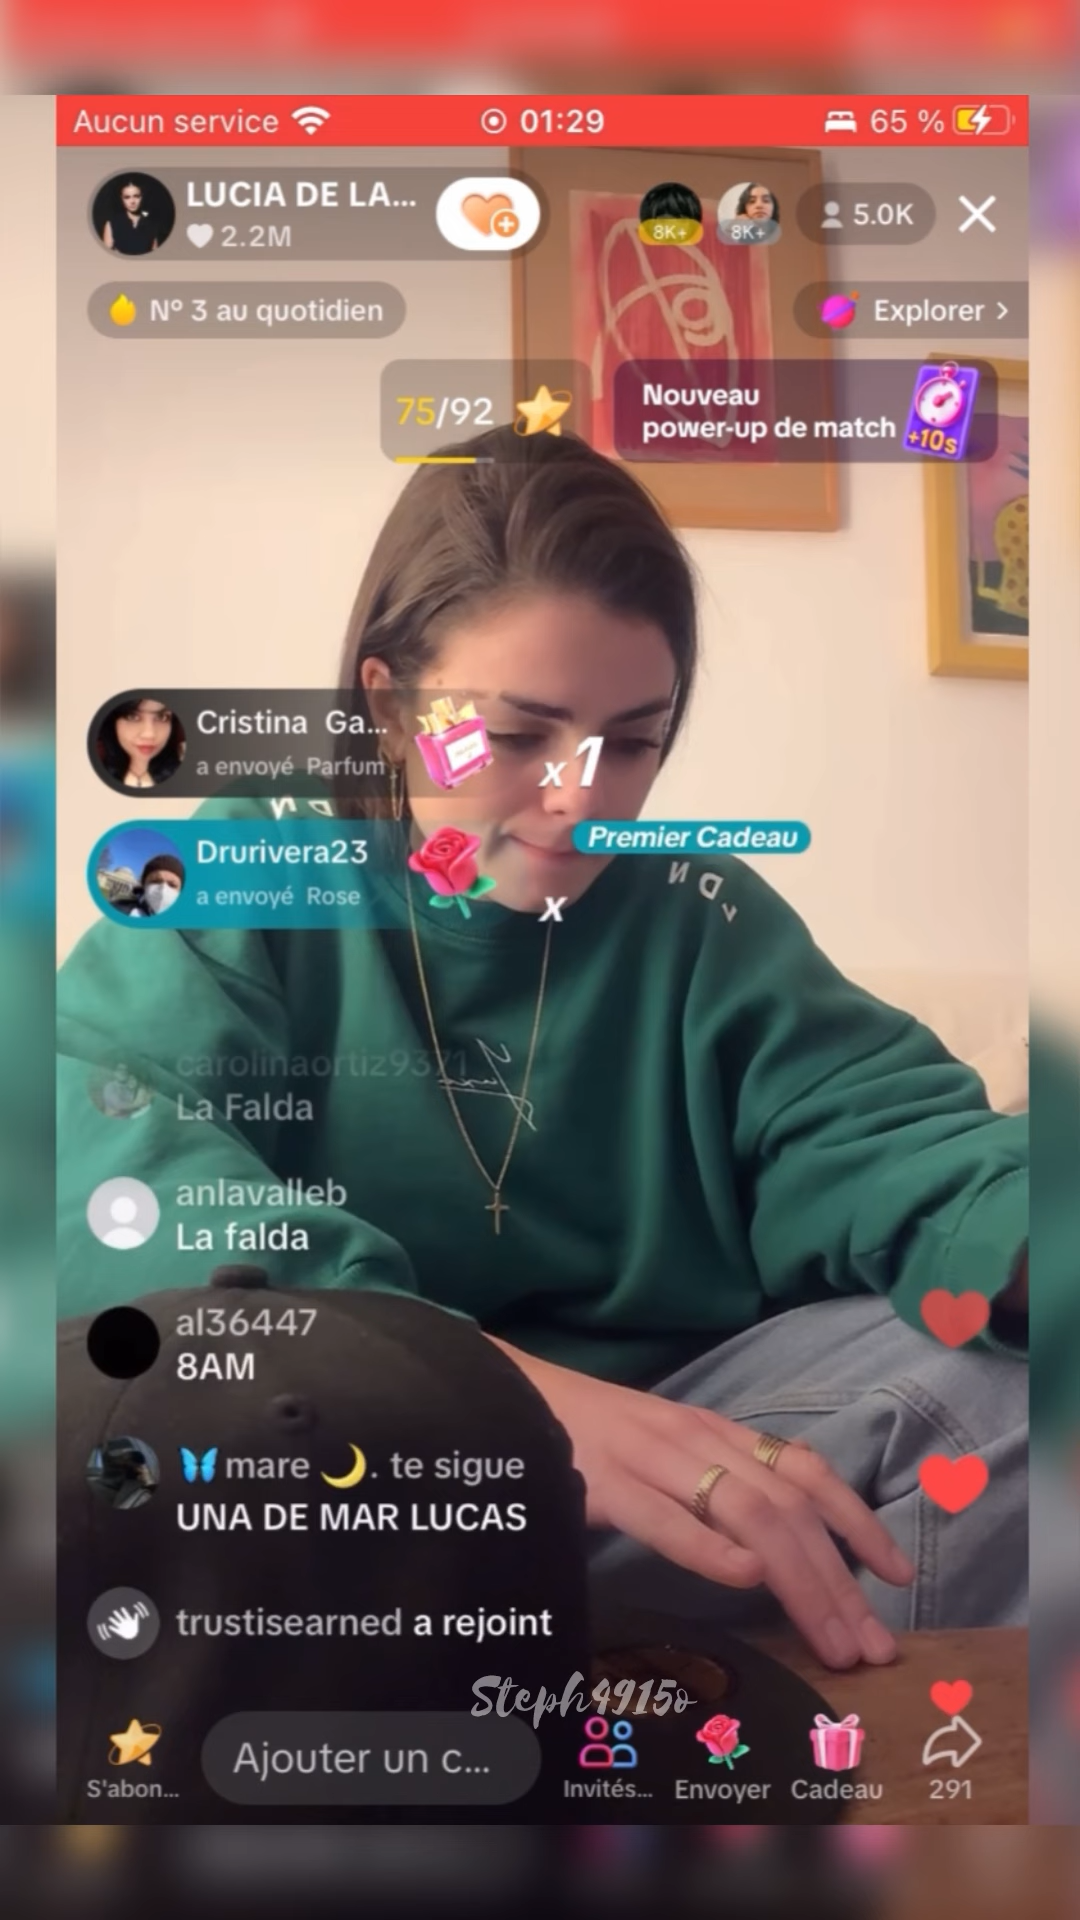 Aucun service
01:29
65 %
LUCIA DE LA...
2.2M
8K+
8K+
5.0K
N° 3 au quotidien
Explorer >
75/92
Nouveau
power-up de match
+10s
Cristina Ga...
a envoyé Parfum
x1
Premier Cadeau
Drurivera23
a envoyé Rose
x
carolinaortiz9371
La Falda
anlavalleb
La falda
al36447
8AM
🦋mare 🌙. te sigue
UNA DE MAR LUCAS
trustisearned a rejoint
Steph4915o
S'abon...
Ajouter un c...
Invités...
Envoyer
Cadeau
291